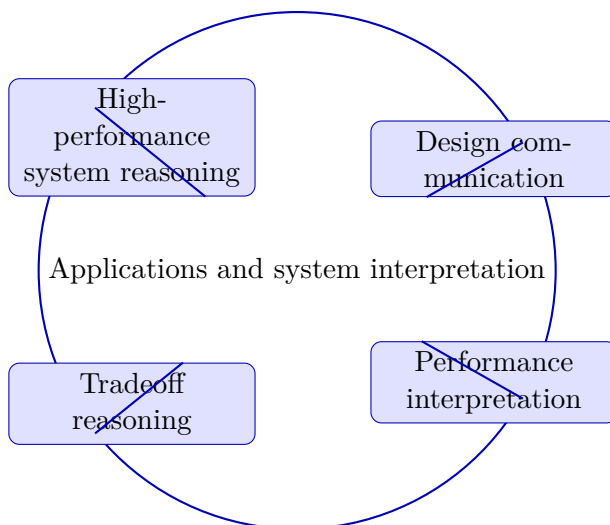 High-
performance
system reasoning
Design com-
munication
Applications and system interpretation
Tradeoff
reasoning
Performance
interpretation